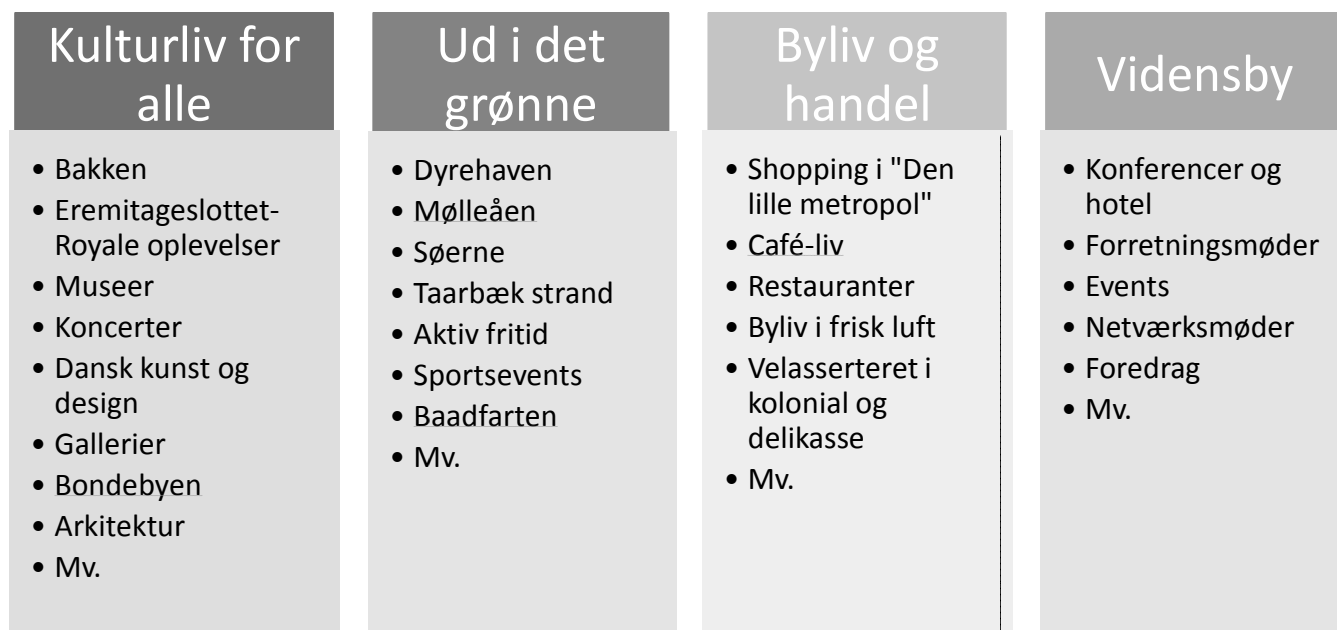 Kulturliv for
alle
• Bakken
• Eremitageslottet-
Royale oplevelser
• Museer
• Koncerter
• Dansk kunst og
design
• Gallerier
• Bondebyen
• Arkitektur
• Mv.
Ud i det
grønne
• Dyrehaven
• Mølleåen
• Søerne
• Taarbæk strand
• Aktiv fritid
• Sportsevents
• Baadfarten
• Mv.
Byliv og
handel
• Shopping i "Den
lille metropol"
• Café-liv
• Restauranter
• Byliv i frisk luft
• Velasserteret i
kolonial og
delikasse
• Mv.
Vidensby
• Konferencer og
hotel
• Forretningsmøder
• Events
• Netværksmøder
• Foredrag
• Mv.